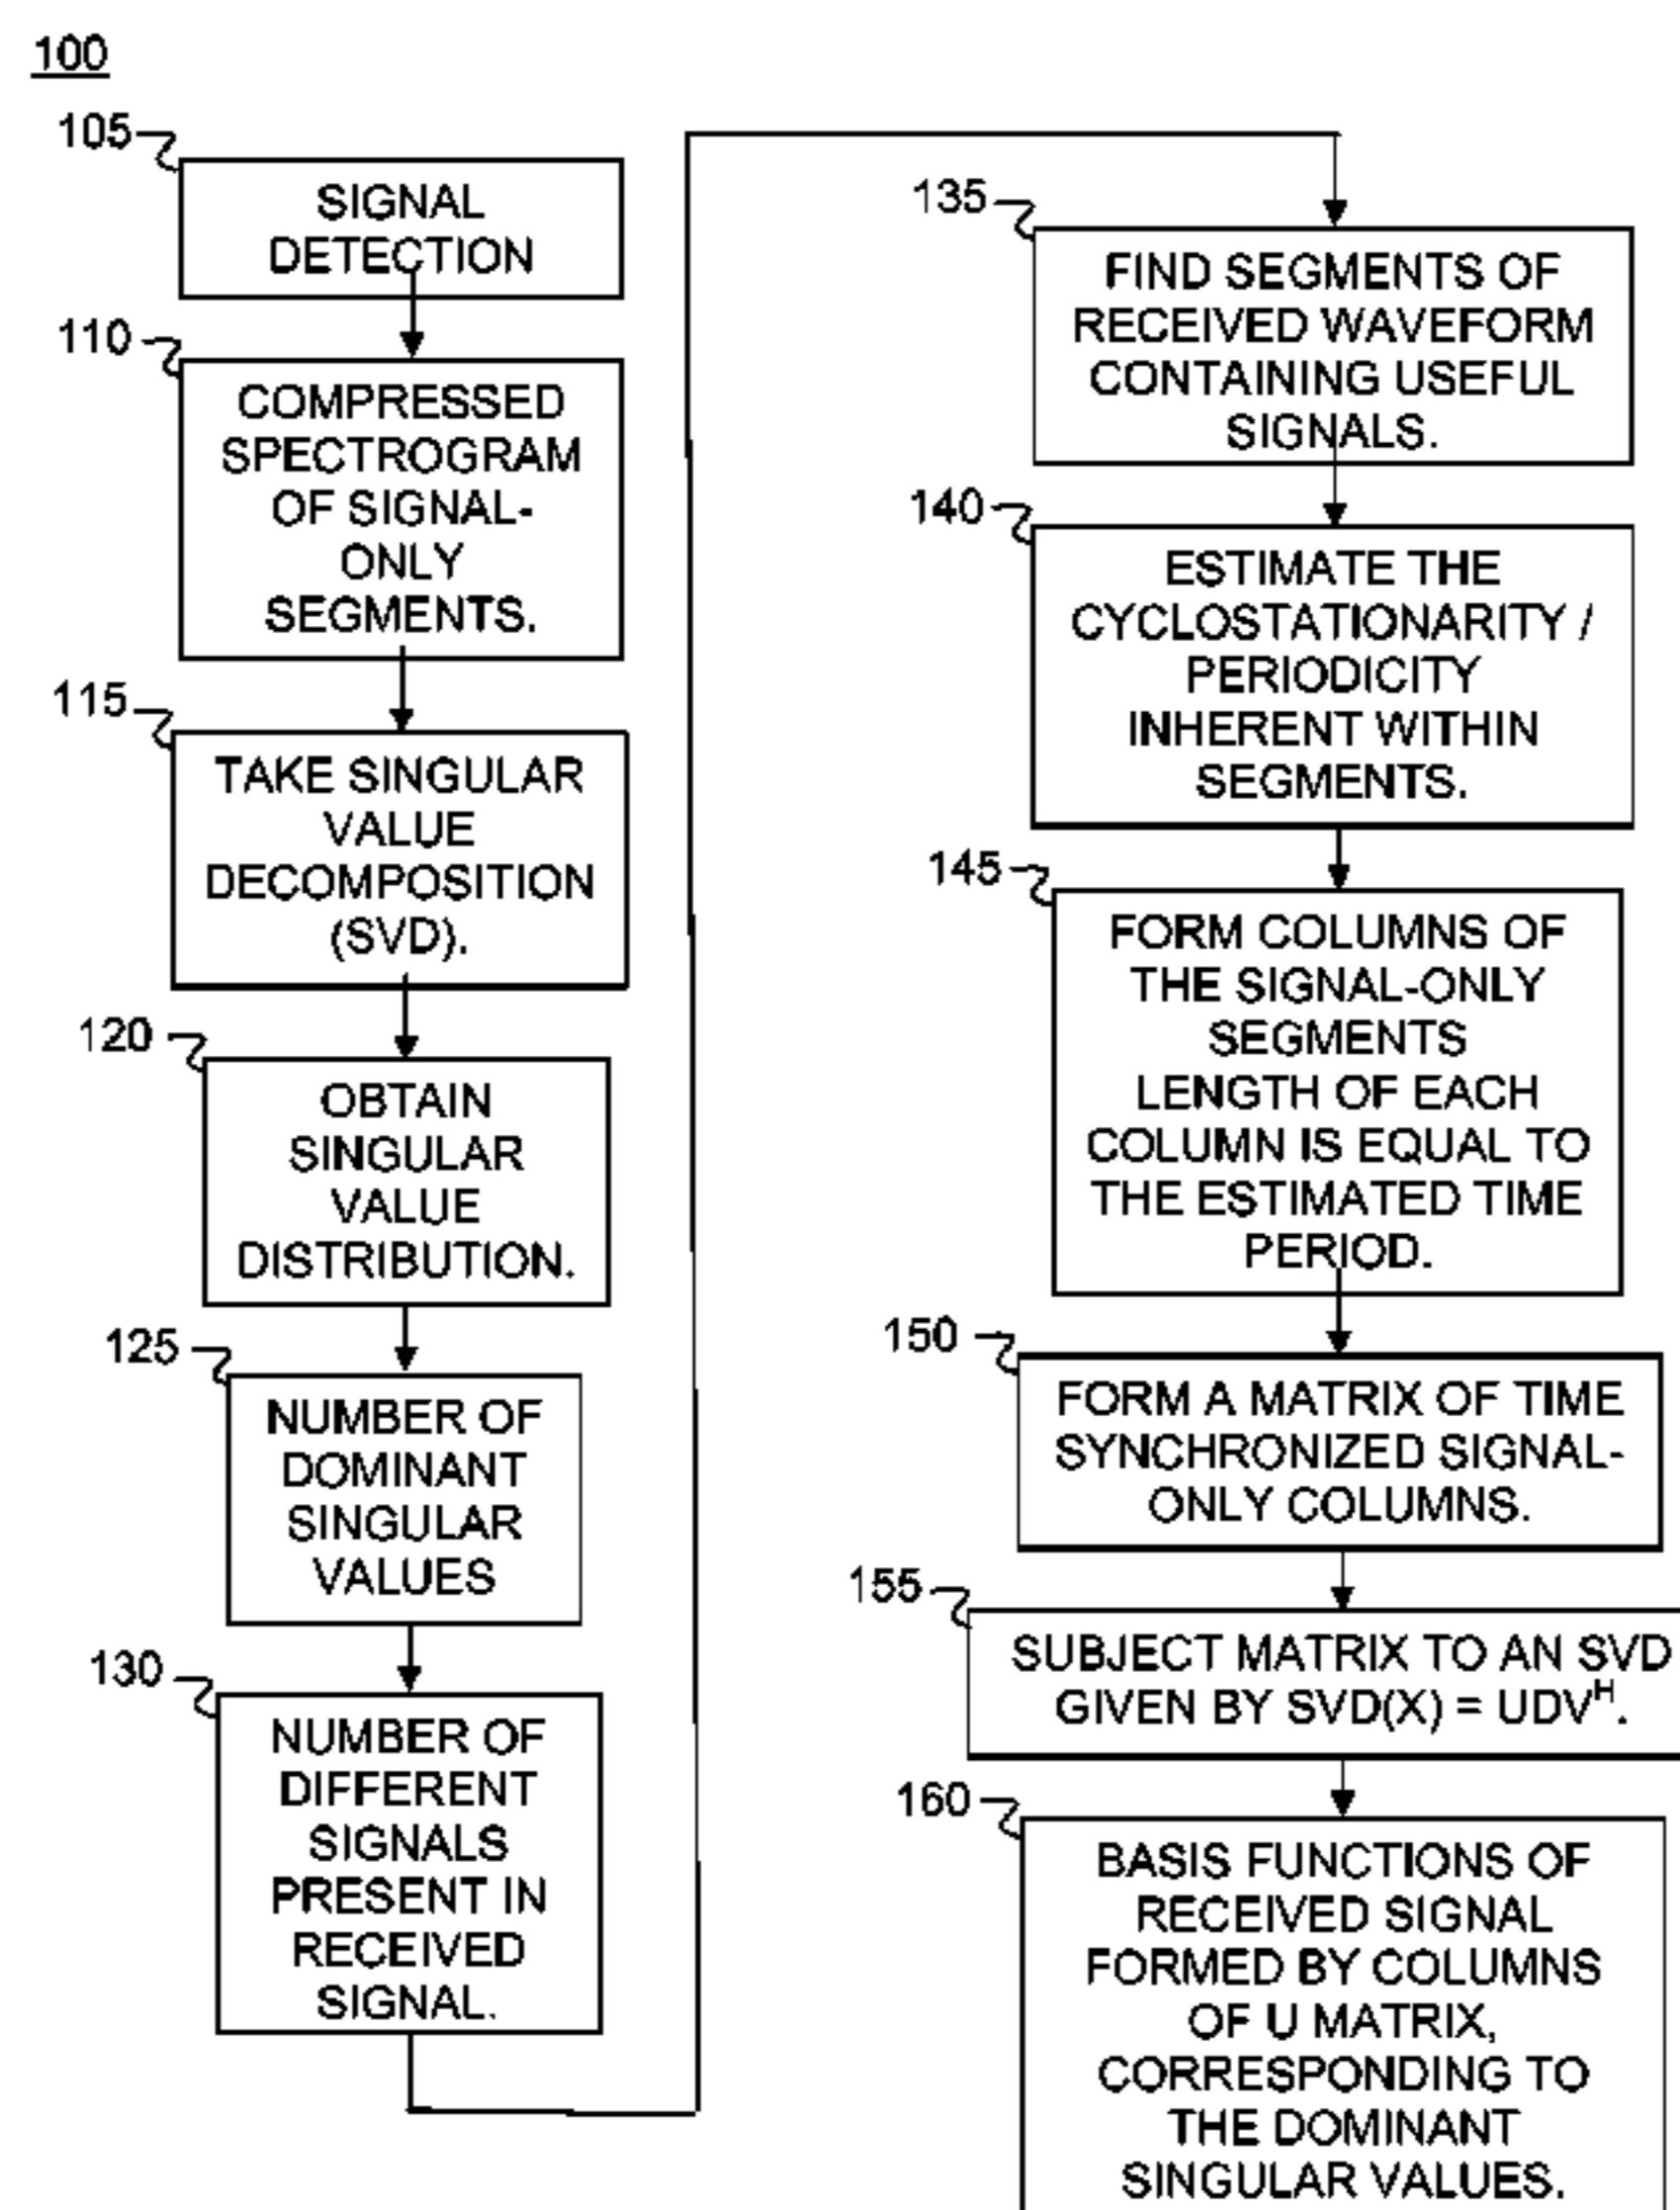 100
105
SIGNAL
DETECTION
110
COMPRESSED
SPECTROGRAM
OF SIGNAL-
ONLY
SEGMENTS.
115
TAKE SINGULAR
VALUE
DECOMPOSITION
(SVD).
120
OBTAIN
SINGULAR
VALUE
DISTRIBUTION.
125
NUMBER OF
DOMINANT
SINGULAR
VALUES
130
NUMBER OF
DIFFERENT
SIGNALS
PRESENT IN
RECEIVED
SIGNAL.
135
FIND SEGMENTS OF
RECEIVED WAVEFORM
CONTAINING USEFUL
SIGNALS.
140
ESTIMATE THE
CYCLOSTATIONARITY /
PERIODICITY
INHERENT WITHIN
SEGMENTS.
145
FORM COLUMNS OF
THE SIGNAL-ONLY
SEGMENTS
LENGTH OF EACH
COLUMN IS EQUAL TO
THE ESTIMATED TIME
PERIOD.
150
FORM A MATRIX OF TIME
SYNCHRONIZED SIGNAL-
ONLY COLUMNS.
155
SUBJECT MATRIX TO AN SVD
GIVEN BY SVD(X) = UDVᴴ.
160
BASIS FUNCTIONS OF
RECEIVED SIGNAL
FORMED BY COLUMNS
OF U MATRIX,
CORRESPONDING TO
THE DOMINANT
SINGULAR VALUES.